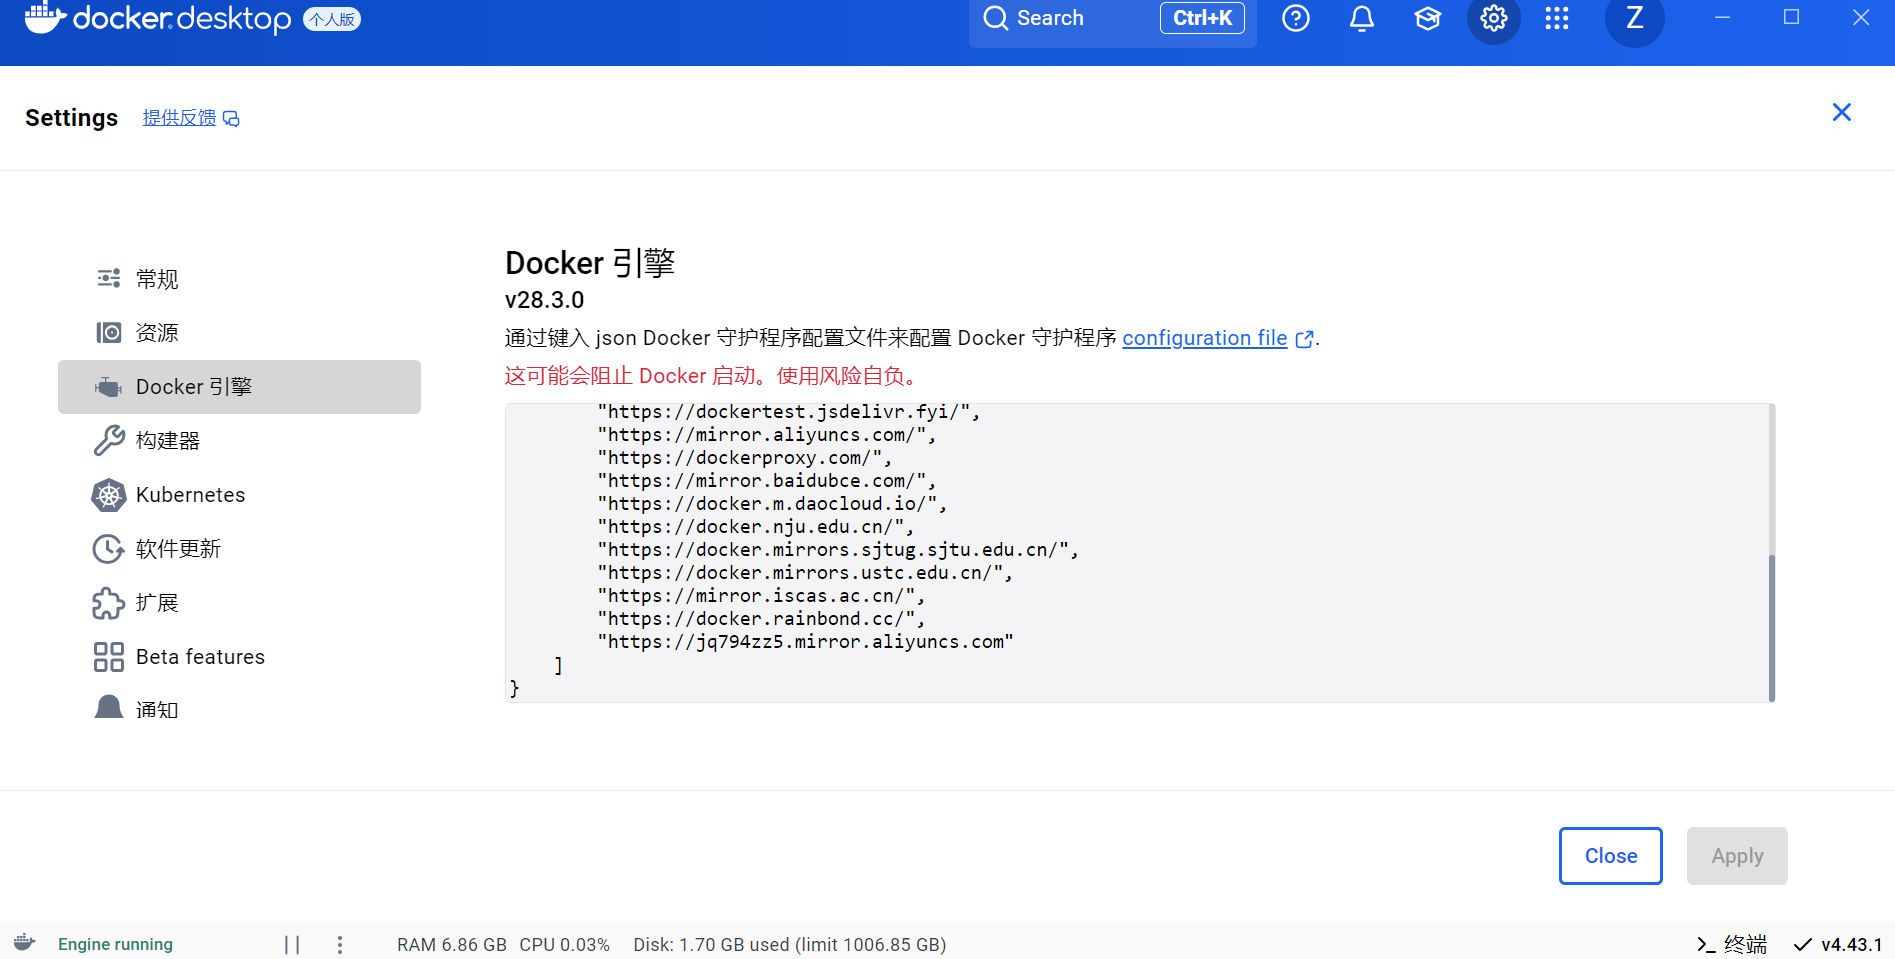 docker.desktop 个人版
Search Ctrl+K
Z
Settings 提供反馈
常规
资源
Docker 引擎
构建器
Kubernetes
软件更新
扩展
Beta features
通知
Docker 引擎
v28.3.0
通过键入 json Docker 守护程序配置文件来配置 Docker 守护程序 configuration file.
这可能会阻止 Docker 启动。使用风险自负。
"https://dockertest.jsdelivr.fyi/",
"https://mirror.aliyuncs.com/",
"https://dockerproxy.com/",
"https://mirror.baidubce.com/",
"https://docker.m.daocloud.io/",
"https://docker.nju.edu.cn/",
"https://docker.mirrors.sjtug.sjtu.edu.cn/",
"https://docker.mirrors.ustc.edu.cn/",
"https://mirror.iscas.ac.cn/",
"https://docker.rainbond.cc/",
"https://jq794zz5.mirror.aliyuncs.com"
]
}
Close Apply
Engine running RAM 6.86 GB CPU 0.03% Disk: 1.70 GB used (limit 1006.85 GB) >_ 终端 v4.43.1